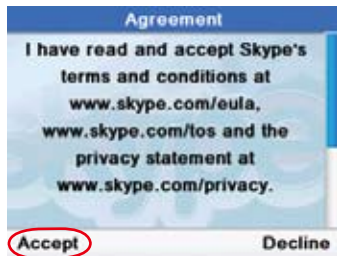 Agreement
I have read and accept Skype's
terms and conditions at
www.skype.com/eula,
www.skype.com/tos and the
privacy statement at
www.skype.com/privacy.
Accept Decline